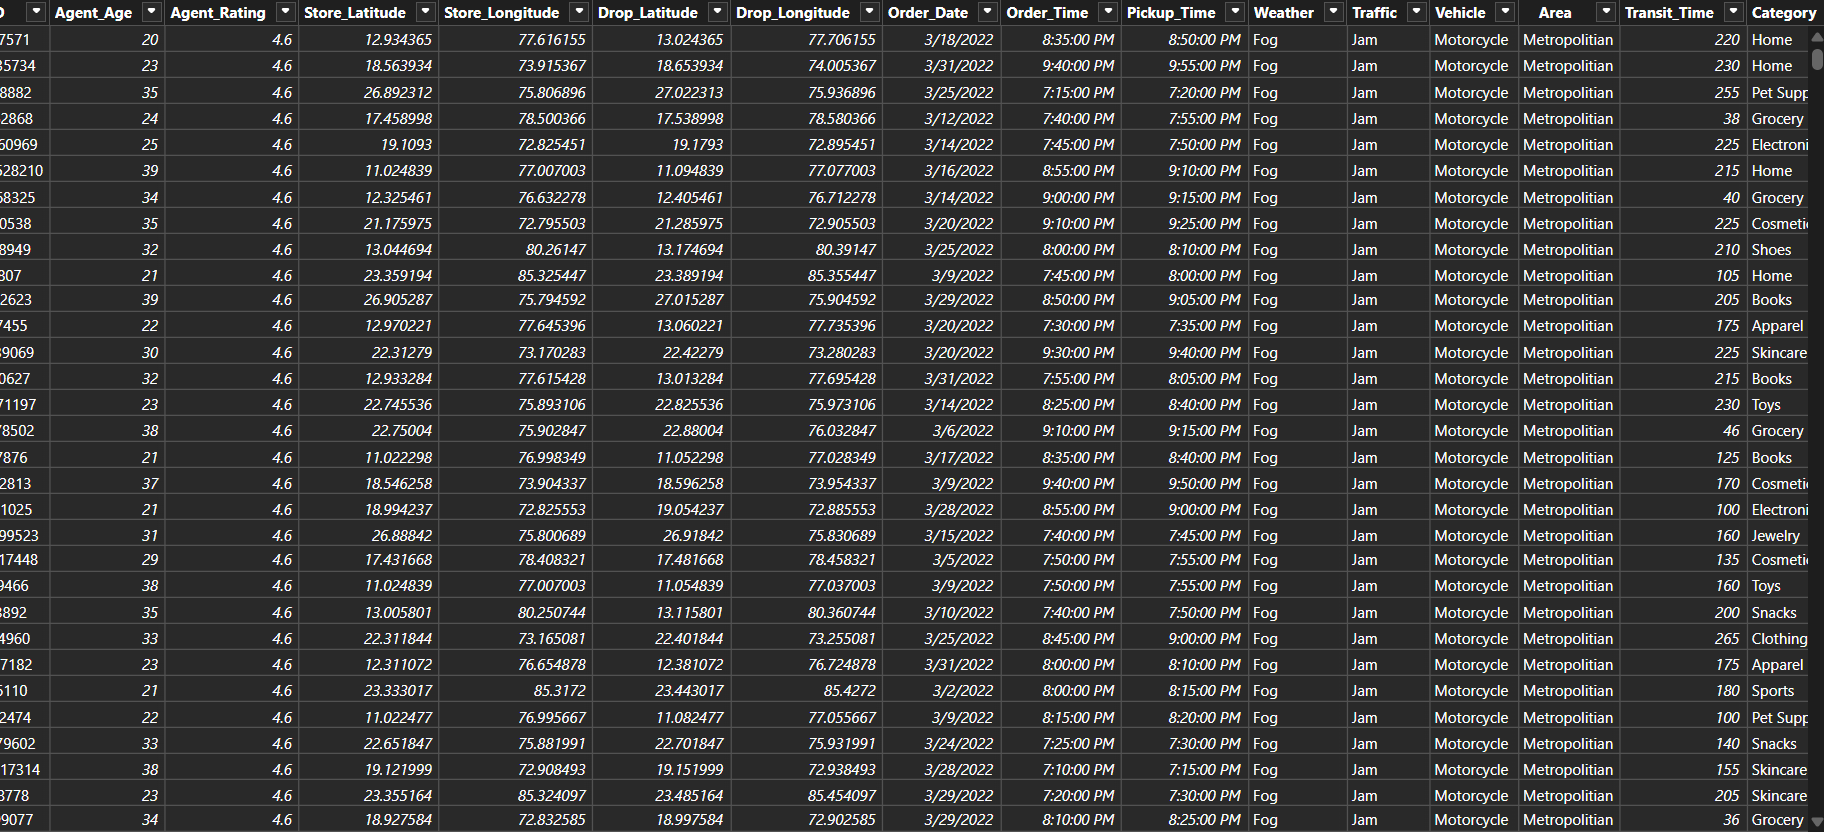 D Agent_Age Agent_Rating Store_Latitude Store_Longitude Drop_Latitude Drop_Longitude Order_Date Order_Time Pickup_Time Weather Traffic Vehicle Area Transit_Time Category
7571 20 4.6 12.934365 77.616155 13.024365 77.706155 3/18/2022 8:35:00 PM 8:50:00 PM Fog Jam Motorcycle Metropolitian 220 Home
35734 23 4.6 18.563934 73.915367 18.653934 74.005367 3/31/2022 9:40:00 PM 9:55:00 PM Fog Jam Motorcycle Metropolitian 230 Home
8882 35 4.6 26.892312 75.806896 27.022313 75.936896 3/25/2022 7:15:00 PM 7:20:00 PM Fog Jam Motorcycle Metropolitian 255 Pet Supp
2868 24 4.6 17.458998 78.500366 17.538998 78.580366 3/12/2022 7:40:00 PM 7:55:00 PM Fog Jam Motorcycle Metropolitian 38 Grocery
60969 25 4.6 19.1093 72.825451 19.1793 72.895451 3/14/2022 7:45:00 PM 7:50:00 PM Fog Jam Motorcycle Metropolitian 225 Electroni
528210 39 4.6 11.024839 77.007003 11.094839 77.077003 3/16/2022 8:55:00 PM 9:10:00 PM Fog Jam Motorcycle Metropolitian 215 Home
58325 34 4.6 12.325461 76.632278 12.405461 76.712278 3/14/2022 9:00:00 PM 9:15:00 PM Fog Jam Motorcycle Metropolitian 40 Grocery
0538 35 4.6 21.175975 72.795503 21.285975 72.905503 3/20/2022 9:10:00 PM 9:25:00 PM Fog Jam Motorcycle Metropolitian 225 Cosmeti
8949 32 4.6 13.044694 80.26147 13.174694 80.39147 3/25/2022 8:00:00 PM 8:10:00 PM Fog Jam Motorcycle Metropolitian 210 Shoes
807 21 4.6 23.359194 85.325447 23.389194 85.355447 3/9/2022 7:45:00 PM 8:00:00 PM Fog Jam Motorcycle Metropolitian 105 Home
2623 39 4.6 26.905287 75.794592 27.015287 75.904592 3/29/2022 8:50:00 PM 9:05:00 PM Fog Jam Motorcycle Metropolitian 205 Books
7455 22 4.6 12.970221 77.645396 13.060221 77.735396 3/20/2022 7:30:00 PM 7:35:00 PM Fog Jam Motorcycle Metropolitian 175 Apparel
39069 30 4.6 22.31279 73.170283 22.42279 73.280283 3/20/2022 9:30:00 PM 9:40:00 PM Fog Jam Motorcycle Metropolitian 225 Skincare
0627 32 4.6 12.933284 77.615428 13.013284 77.695428 3/31/2022 7:55:00 PM 8:05:00 PM Fog Jam Motorcycle Metropolitian 215 Books
71197 23 4.6 22.745536 75.893106 22.825536 75.973106 3/14/2022 8:25:00 PM 8:40:00 PM Fog Jam Motorcycle Metropolitian 230 Toys
78502 38 4.6 22.75004 75.902847 22.88004 76.032847 3/6/2022 9:10:00 PM 9:15:00 PM Fog Jam Motorcycle Metropolitian 46 Grocery
7876 21 4.6 11.022298 76.998349 11.052298 77.028349 3/17/2022 8:35:00 PM 8:40:00 PM Fog Jam Motorcycle Metropolitian 125 Books
2813 37 4.6 18.546258 73.904337 18.596258 73.954337 3/9/2022 9:40:00 PM 9:50:00 PM Fog Jam Motorcycle Metropolitian 170 Cosmeti
1025 21 4.6 18.994237 72.825553 19.054237 72.885553 3/28/2022 8:55:00 PM 9:00:00 PM Fog Jam Motorcycle Metropolitian 100 Electroni
99523 31 4.6 26.88842 75.800689 26.91842 75.830689 3/15/2022 7:40:00 PM 7:45:00 PM Fog Jam Motorcycle Metropolitian 160 Jewelry
17448 29 4.6 17.431668 78.408321 17.481668 78.458321 3/5/2022 7:50:00 PM 7:55:00 PM Fog Jam Motorcycle Metropolitian 135 Cosmeti
9466 38 4.6 11.024839 77.007003 11.054839 77.037003 3/9/2022 7:50:00 PM 7:55:00 PM Fog Jam Motorcycle Metropolitian 160 Toys
3892 35 4.6 13.005801 80.250744 13.115801 80.360744 3/10/2022 7:40:00 PM 7:50:00 PM Fog Jam Motorcycle Metropolitian 200 Snacks
4960 33 4.6 22.311844 73.165081 22.401844 73.255081 3/25/2022 8:45:00 PM 9:00:00 PM Fog Jam Motorcycle Metropolitian 265 Clothing
7182 23 4.6 12.311072 76.654878 12.381072 76.724878 3/31/2022 8:00:00 PM 8:10:00 PM Fog Jam Motorcycle Metropolitian 175 Apparel
5110 21 4.6 23.333017 85.3172 23.443017 85.4272 3/2/2022 8:00:00 PM 8:15:00 PM Fog Jam Motorcycle Metropolitian 180 Sports
2474 22 4.6 11.022477 76.995667 11.082477 77.055667 3/9/2022 8:15:00 PM 8:20:00 PM Fog Jam Motorcycle Metropolitian 100 Pet Supp
79602 33 4.6 22.651847 75.881991 22.701847 75.931991 3/24/2022 7:25:00 PM 7:30:00 PM Fog Jam Motorcycle Metropolitian 140 Snacks
17314 38 4.6 19.121999 72.908493 19.151999 72.938493 3/28/2022 7:10:00 PM 7:15:00 PM Fog Jam Motorcycle Metropolitian 155 Skincare
3778 23 4.6 23.355164 85.324097 23.485164 85.454097 3/29/2022 7:20:00 PM 7:30:00 PM Fog Jam Motorcycle Metropolitian 205 Skincare
99077 34 4.6 18.927584 72.832585 18.997584 72.902585 3/29/2022 8:10:00 PM 8:25:00 PM Fog Jam Motorcycle Metropolitian 36 Grocery